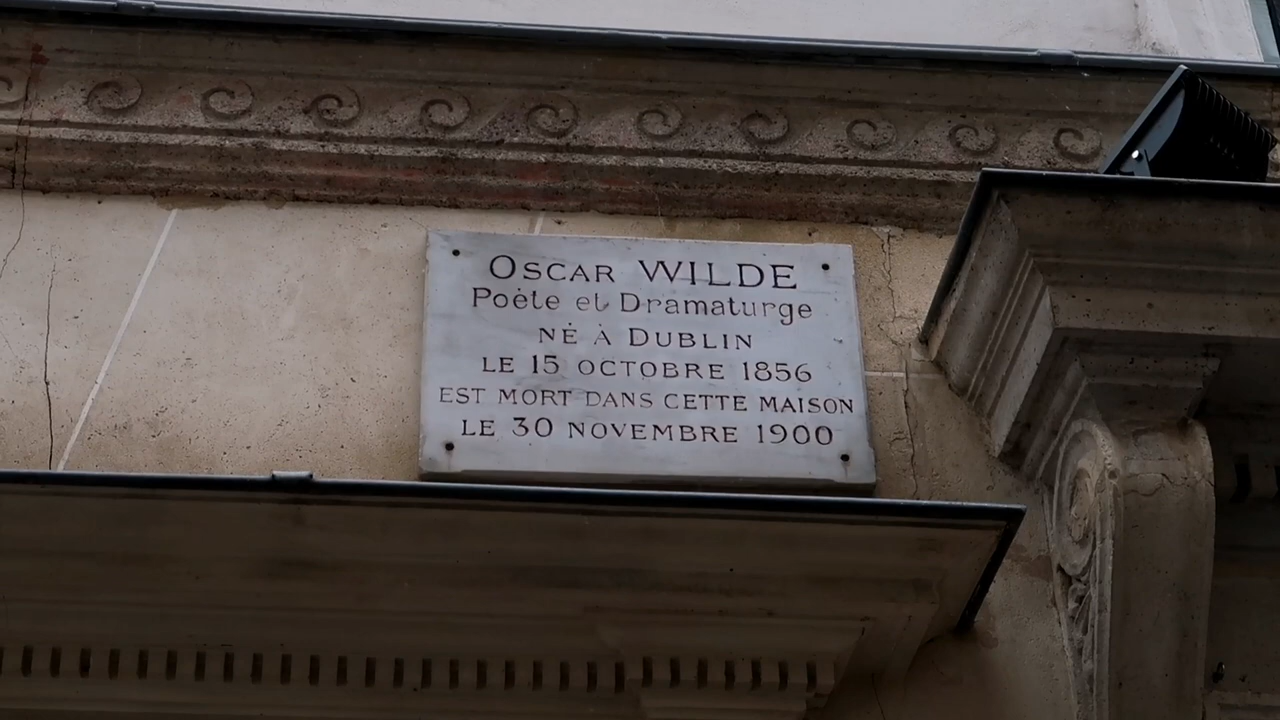 OSCAR WILDE
Poète et Dramaturge
NÉ À DUBLIN
LE 15 OCTOBRE 1856
EST MORT DANS CETTE MAISON
LE 30 NOVEMBRE 1900